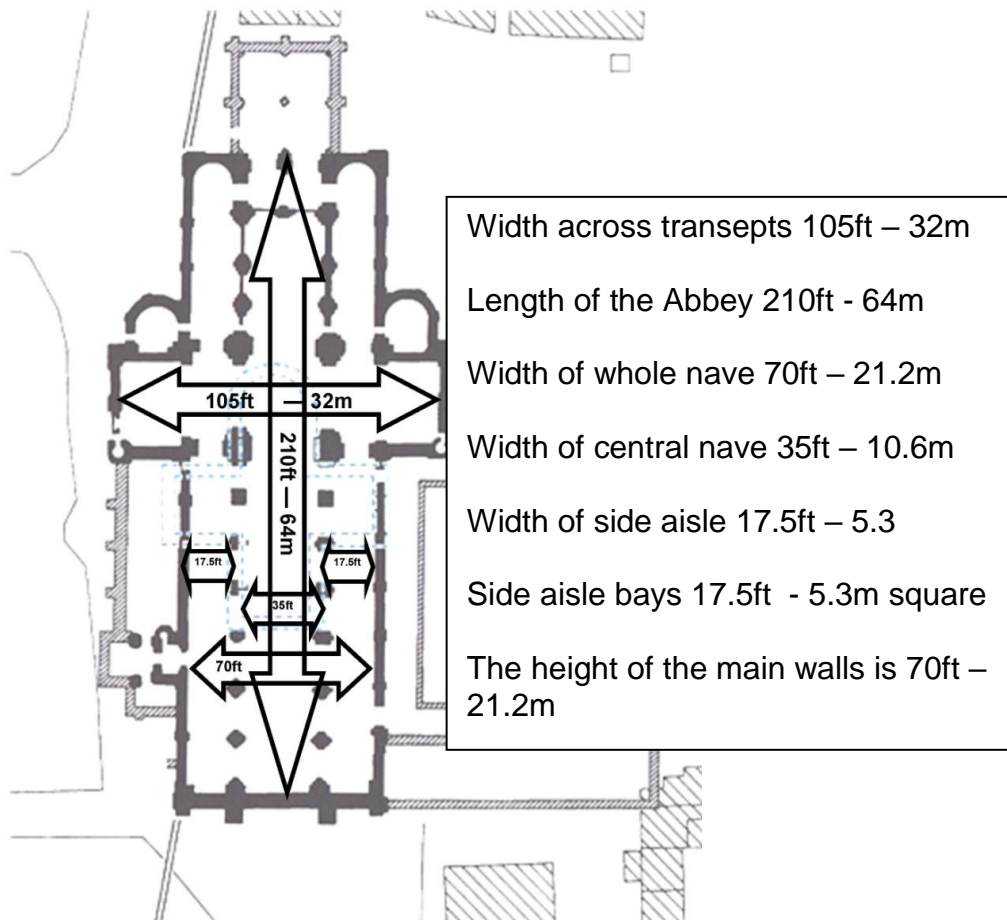 105ft — 32m
210ft — 64m
17.5ft
17.5ft
35ft
70ft
Width across transepts 105ft – 32m
Length of the Abbey 210ft - 64m
Width of whole nave 70ft – 21.2m
Width of central nave 35ft – 10.6m
Width of side aisle 17.5ft – 5.3
Side aisle bays 17.5ft - 5.3m square
The height of the main walls is 70ft –
21.2m